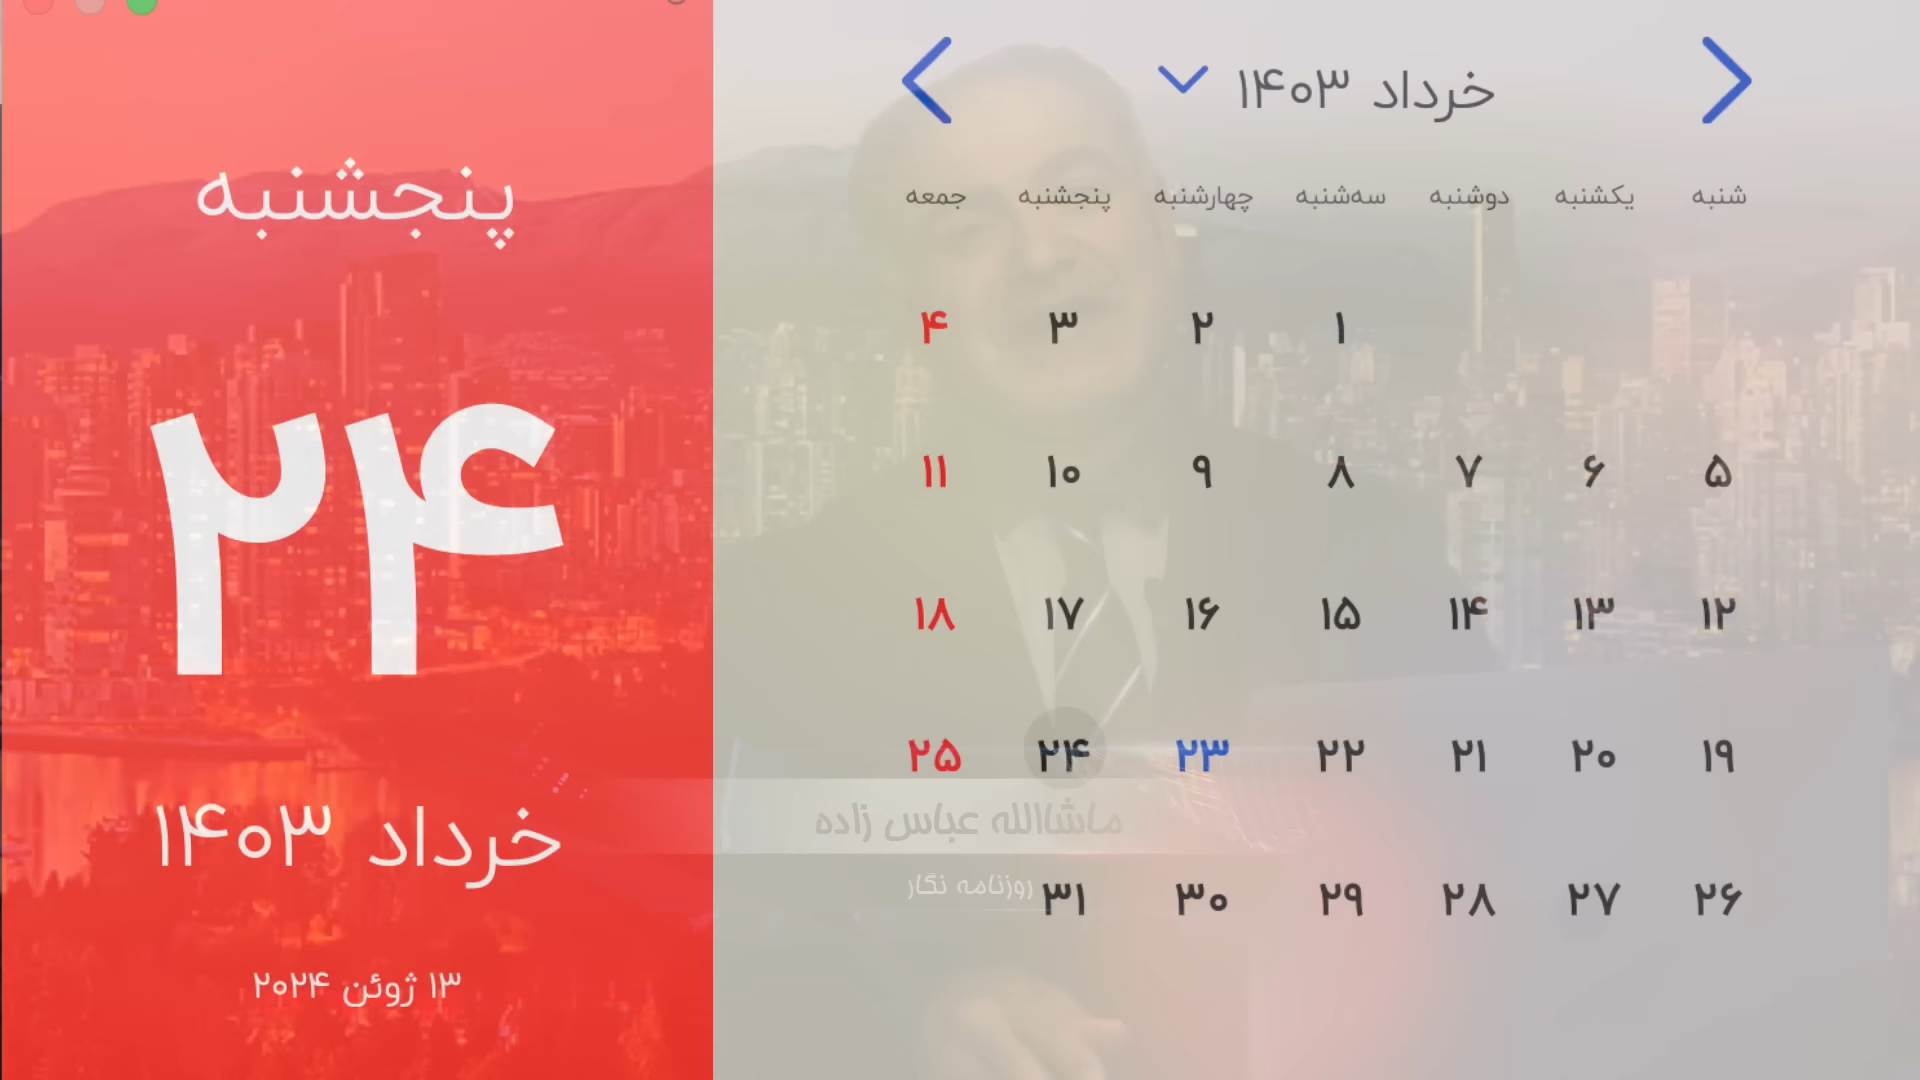 پنجشنبه
۲۴
خرداد ۱۴۰۳
۱۳ ژوئن ۲۰۲۴
خرداد ۱۴۰۳
شنبه یکشنبه دوشنبه سه‌شنبه چهارشنبه پنجشنبه جمعه
۱ ۲ ۳ ۴
۵ ۶ ۷ ۸ ۹ ۱۰ ۱۱
۱۲ ۱۳ ۱۴ ۱۵ ۱۶ ۱۷ ۱۸
۱۹ ۲۰ ۲۱ ۲۲ ۲۳ ۲۴ ۲۵
۲۶ ۲۷ ۲۸ ۲۹ ۳۰ ۳۱
ماشاالله عباس زاده
روزنامه نگار